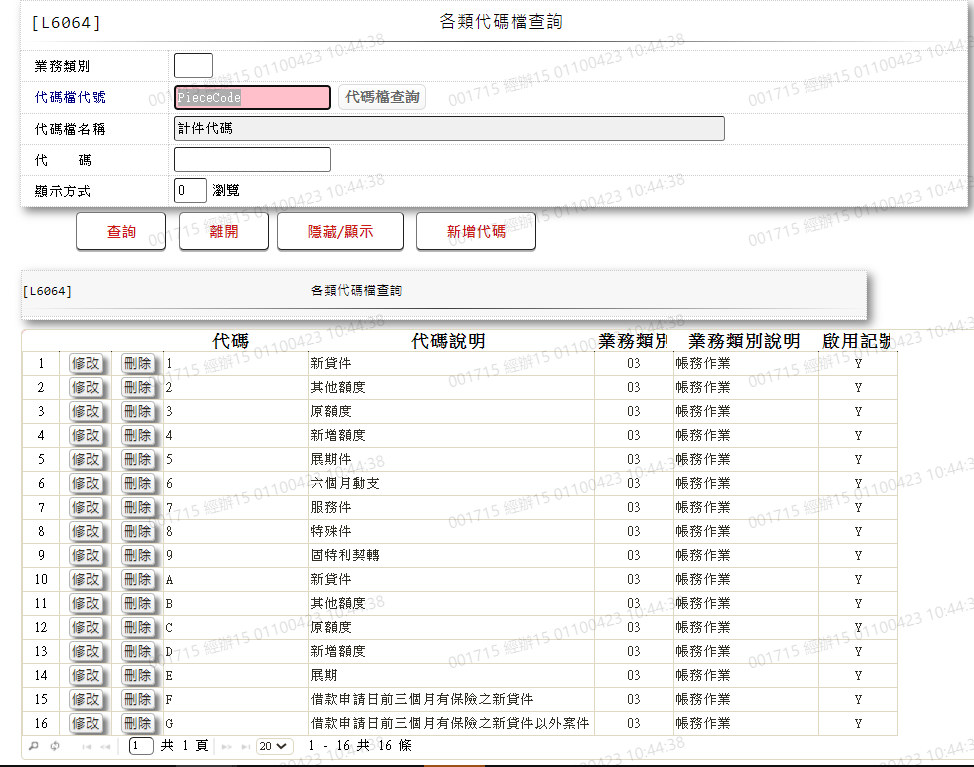 [L6064] 各類代碼檔查詢
業務類別
代碼檔代號 PieceCode 代碼檔查詢
代碼檔名稱 計件代碼
代 碼
顯示方式 0 瀏覽
查詢 離開 隱藏/顯示 新增代碼
[L6064] 各類代碼檔查詢
代碼 代碼說明 業務類別 業務類別說明 啟用記號
1 修改 刪除 1 新貸件 03 帳務作業 Y
2 修改 刪除 2 其他額度 03 帳務作業 Y
3 修改 刪除 3 原額度 03 帳務作業 Y
4 修改 刪除 4 新增額度 03 帳務作業 Y
5 修改 刪除 5 展期件 03 帳務作業 Y
6 修改 刪除 6 六個月動支 03 帳務作業 Y
7 修改 刪除 7 服務件 03 帳務作業 Y
8 修改 刪除 8 特殊件 03 帳務作業 Y
9 修改 刪除 9 固特利契轉 03 帳務作業 Y
10 修改 刪除 A 新貸件 03 帳務作業 Y
11 修改 刪除 B 其他額度 03 帳務作業 Y
12 修改 刪除 C 原額度 03 帳務作業 Y
13 修改 刪除 D 新增額度 03 帳務作業 Y
14 修改 刪除 E 展期 03 帳務作業 Y
15 修改 刪除 F 借款申請日前三個月有保險之新貸件 03 帳務作業 Y
16 修改 刪除 G 借款申請日前三個月有保險之新貸件以外案件 03 帳務作業 Y
1 共 1 頁 20 1 - 16 共 16 條
001715 經辦15 01100423 10:44:38